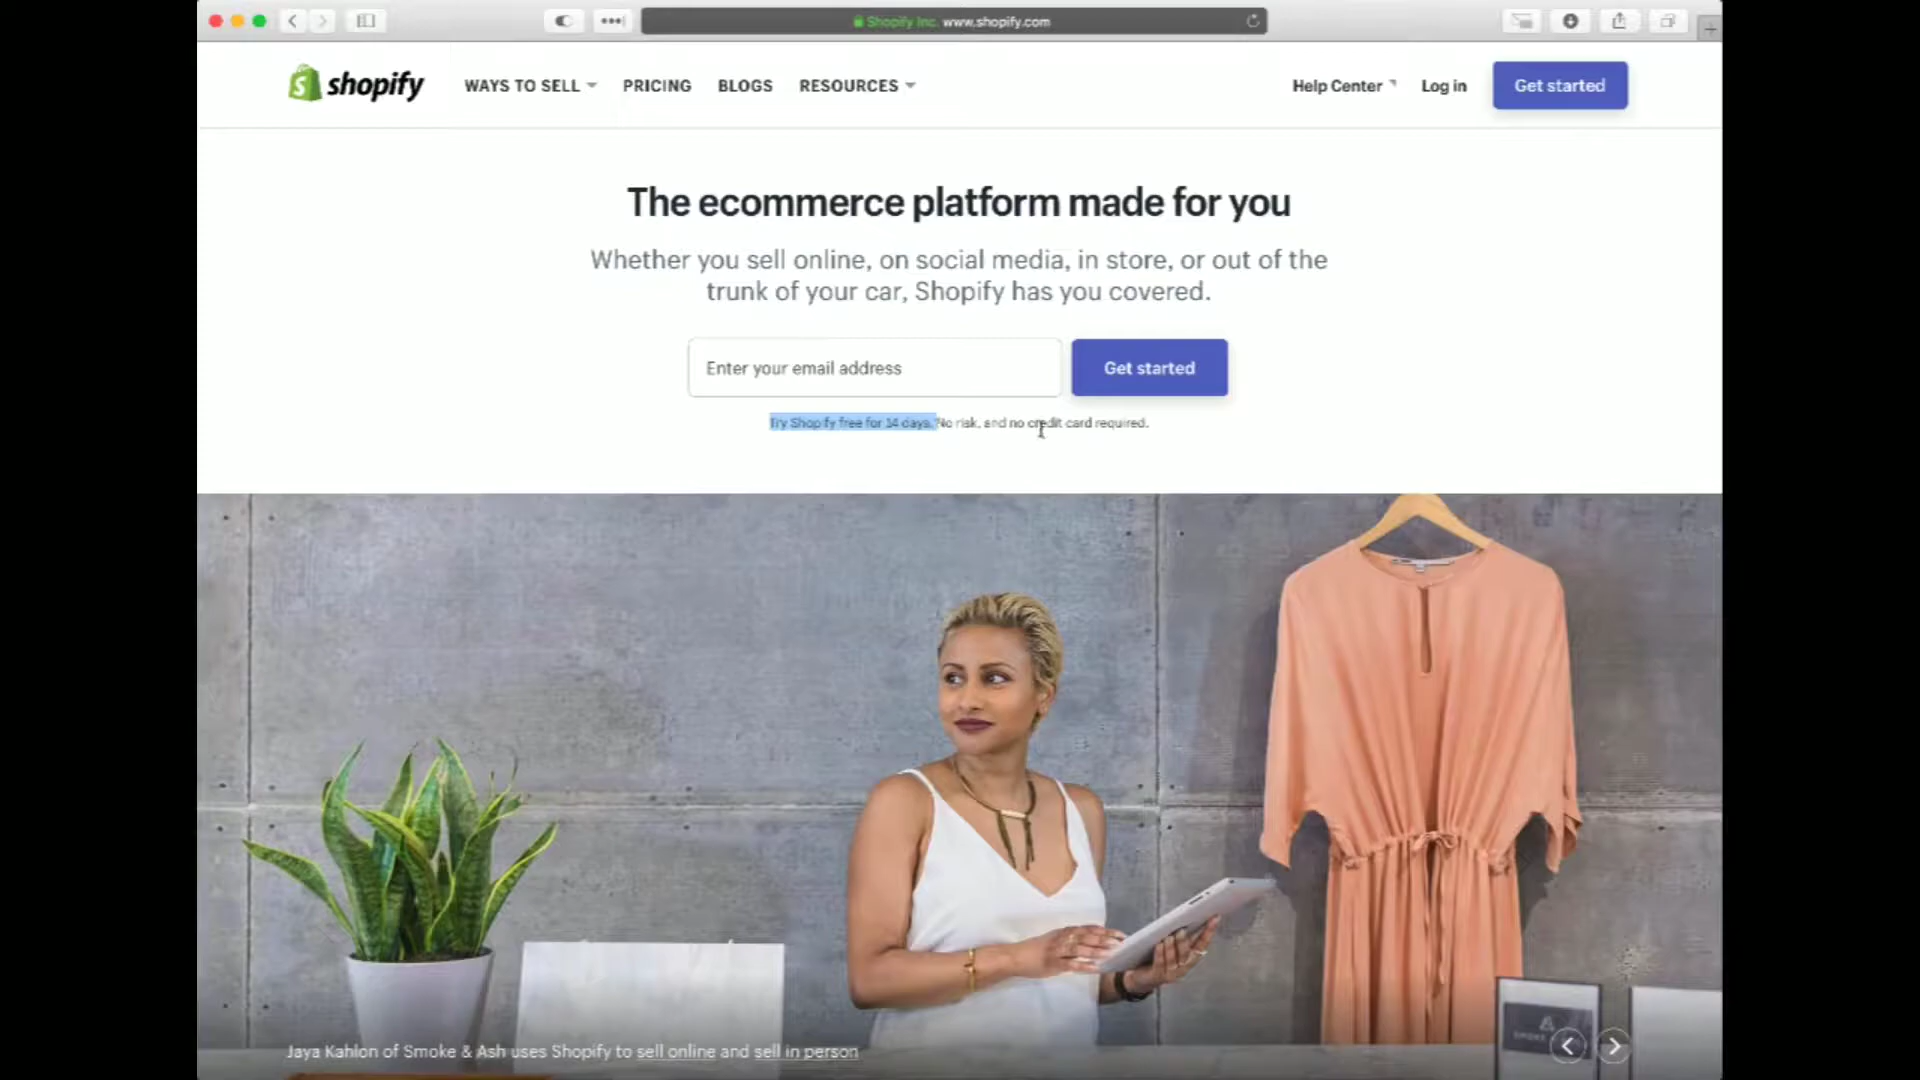 Shopify Inc. www.shopify.com
shopify WAYS TO SELL PRICING BLOGS RESOURCES Help Center Log in Get started
The ecommerce platform made for you
Whether you sell online, on social media, in store, or out of the
trunk of your car, Shopify has you covered.
Enter your email address Get started
Try Shopify free for 14 days. No risk, and no credit card required.
Jaya Kahlon of Smoke & Ash uses Shopify to sell online and sell in person